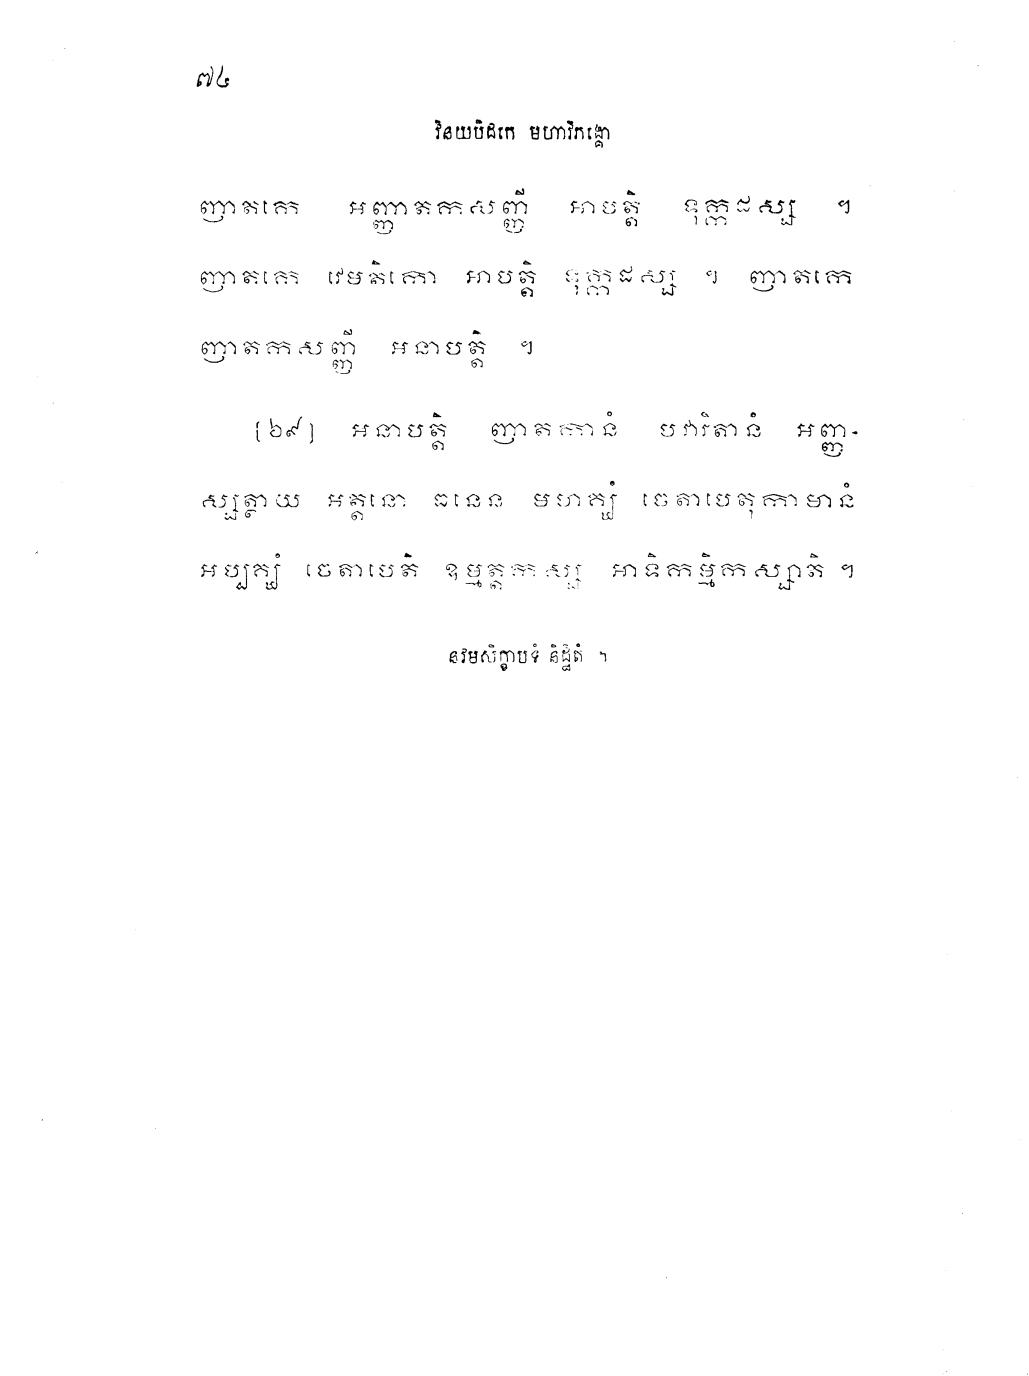 ៧៤
វិនយបិដកេ មហាវិភង្គោ
ញាតកេ អញ្ញាតកសញ្ញី អាបត្តិ ទុក្កដស្ស ។
ញាតកេ វេមតិកោ អាបត្តិ ទុក្កដស្ស ។ ញាតកេ
ញាតកសញ្ញី អនាបត្តិ ។
[៦៩] អនាបត្តិ ញាតកានំ បវារិតានំ អញ្ញ-
ស្សត្ថាយ អត្តនោ ធនេន មហគ្ឃំ ចេតាបេតុកាមានំ
អប្បគ្ឃំ ចេតាបេតិ ឧម្មត្តកស្ស អាទិកម្មិកស្សាតិ ។
នវមសិក្ខាបទំ និដ្ឋិតំ ។